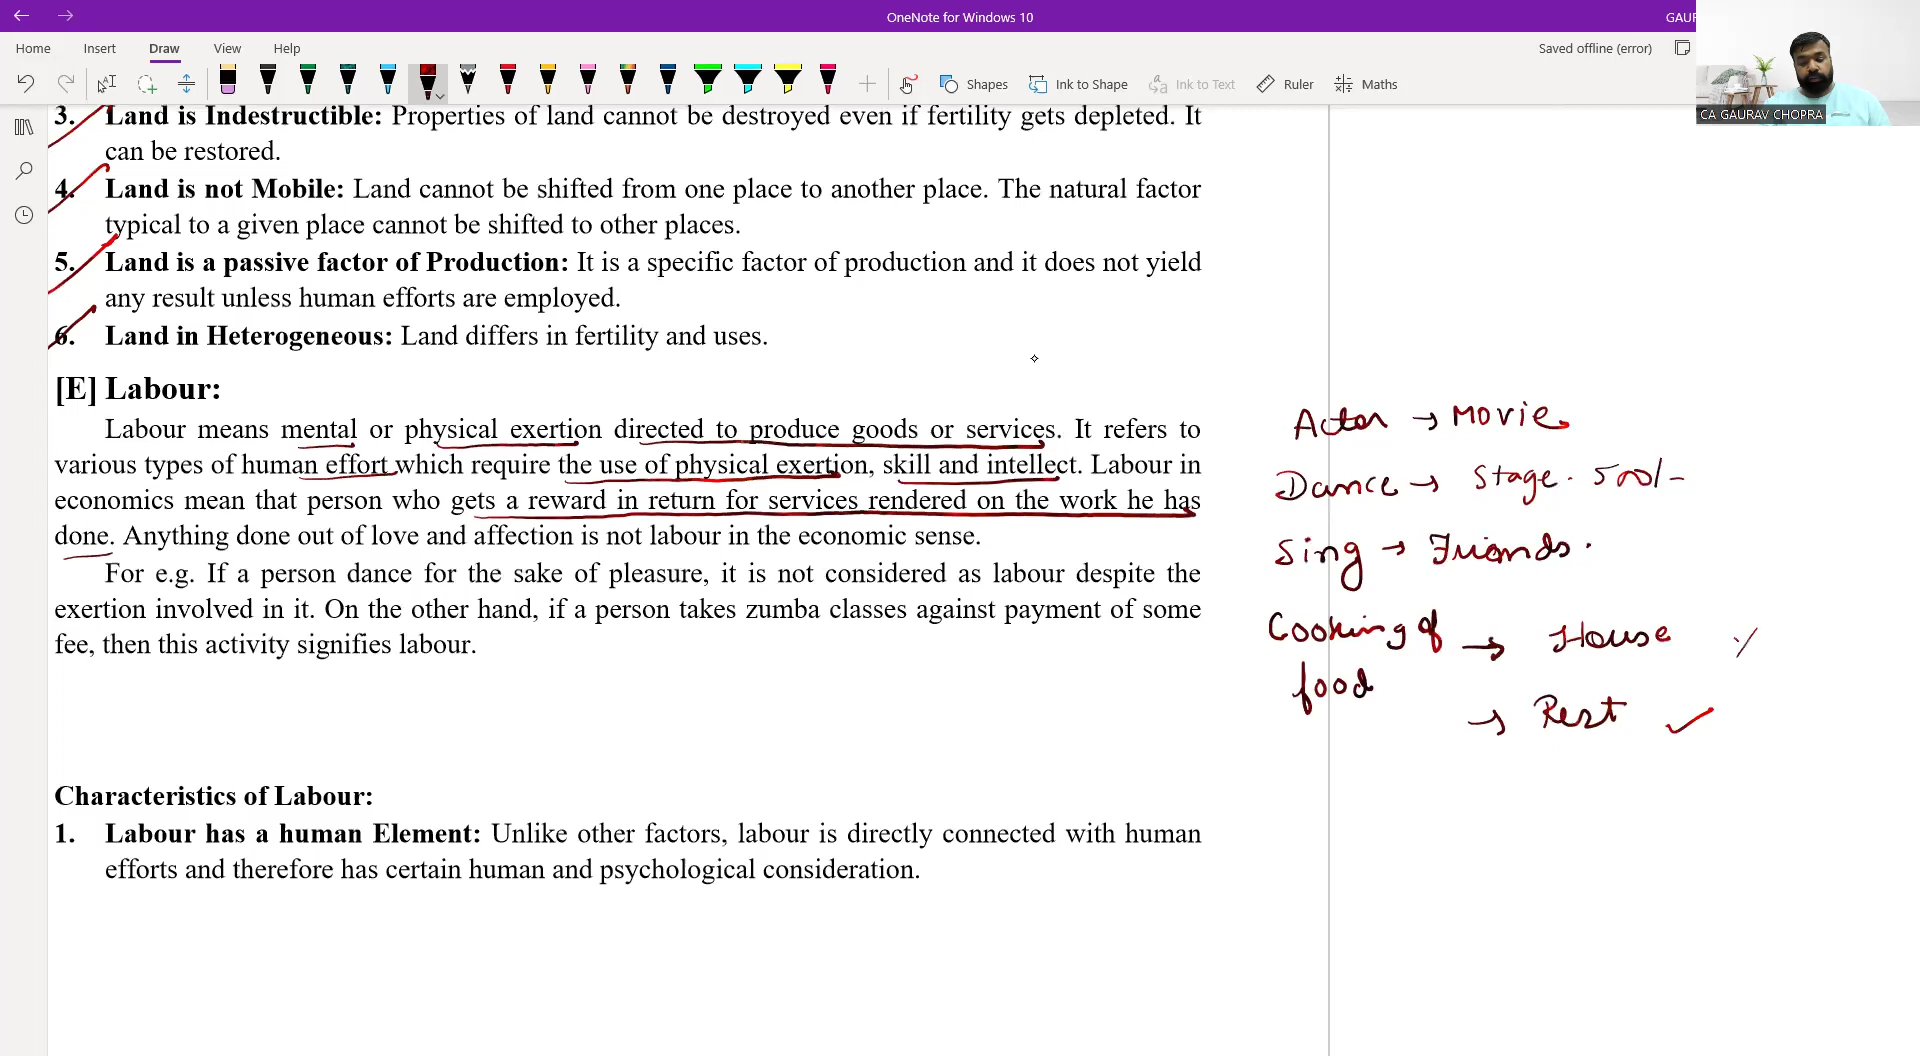 OneNote for Windows 10
GAUR
Home Insert Draw View Help
Saved offline (error)
Shapes Ink to Shape Ink to Text Ruler Maths
CA GAURAV CHOPRA
3. Land is Indestructible: Properties of land cannot be destroyed even if fertility gets depleted. It
can be restored.
4. Land is not Mobile: Land cannot be shifted from one place to another place. The natural factor
typical to a given place cannot be shifted to other places.
5. Land is a passive factor of Production: It is a specific factor of production and it does not yield
any result unless human efforts are employed.
6. Land in Heterogeneous: Land differs in fertility and uses.
[E] Labour:
Labour means mental or physical exertion directed to produce goods or services. It refers to
various types of human effort which require the use of physical exertion, skill and intellect. Labour in
economics mean that person who gets a reward in return for services rendered on the work he has
done. Anything done out of love and affection is not labour in the economic sense.
For e.g. If a person dance for the sake of pleasure, it is not considered as labour despite the
exertion involved in it. On the other hand, if a person takes zumba classes against payment of some
fee, then this activity signifies labour.
Actor → Movie
Dance → Stage. 500/-
Sing → Friends.
Cooking of → House
food
→ Rest ✓
Characteristics of Labour:
1. Labour has a human Element: Unlike other factors, labour is directly connected with human
efforts and therefore has certain human and psychological consideration.